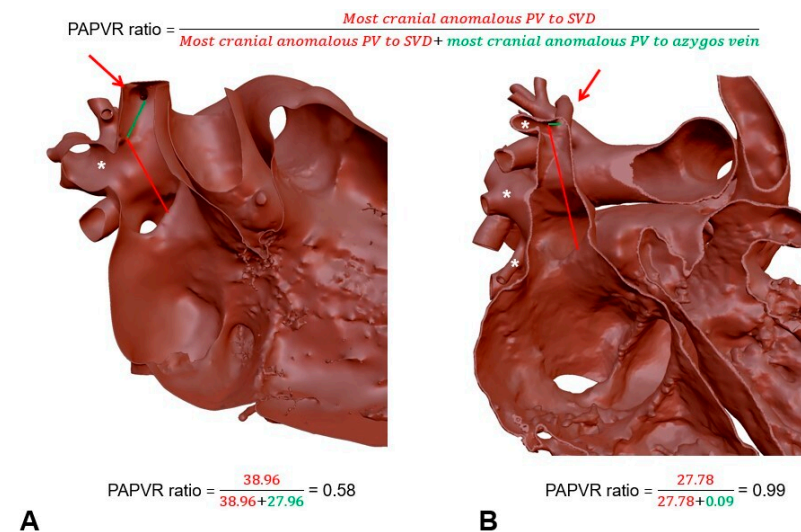 PAPVR ratio = Most cranial anomalous PV to SVD / Most cranial anomalous PV to SVD+ most cranial anomalous PV to azygos vein
*
*
*
*
PAPVR ratio = 38.96 / 38.96+27.96 = 0.58
PAPVR ratio = 27.78 / 27.78+0.09 = 0.99
A
B